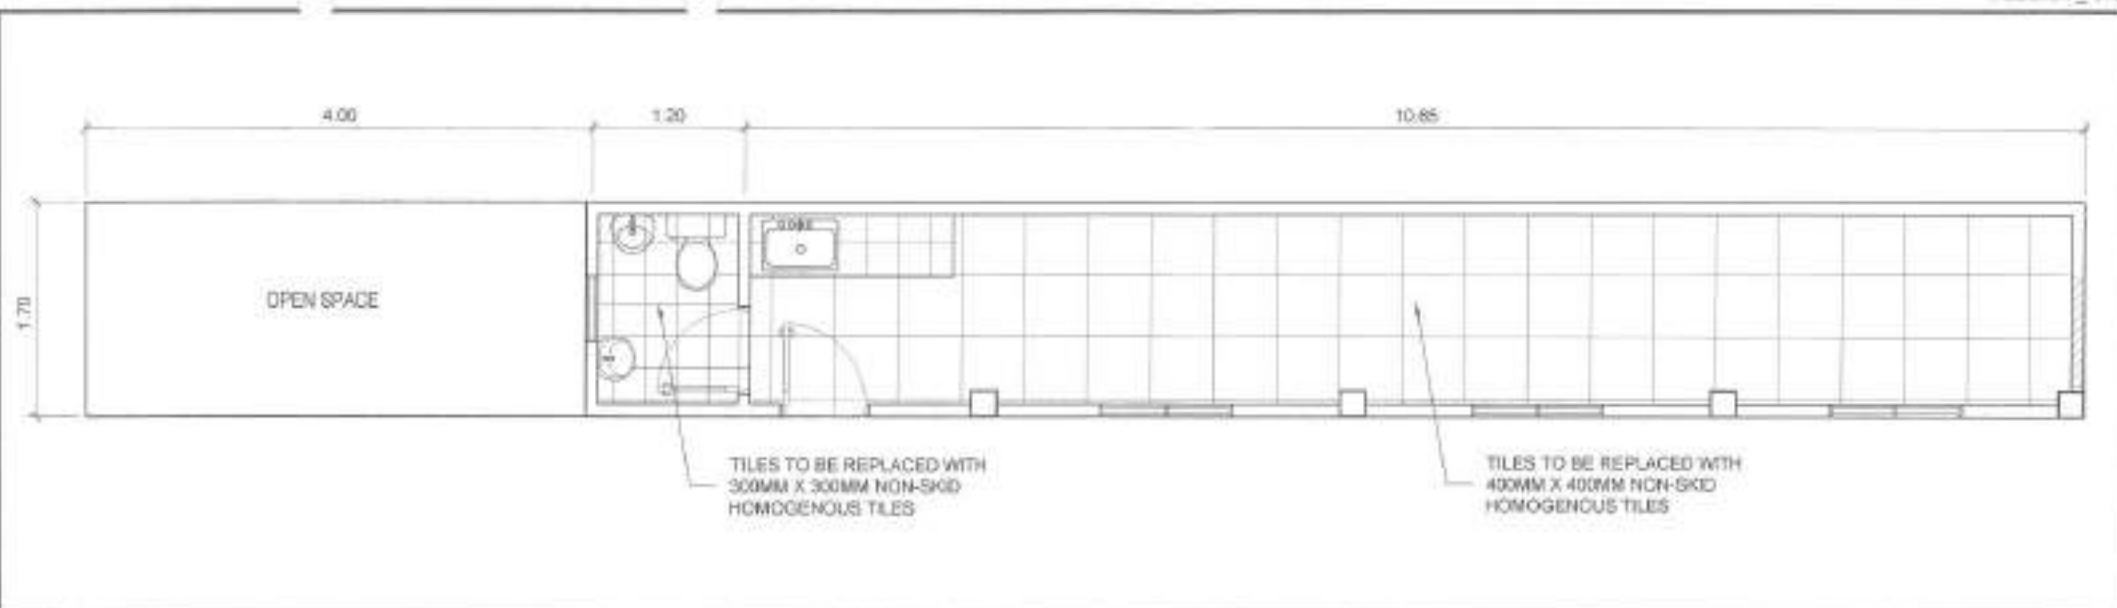 4.00
1.20
10.65
1.70
OPEN SPACE
TILES TO BE REPLACED WITH
300MM X 300MM NON-SKID
HOMOGENOUS TILES
TILES TO BE REPLACED WITH
400MM X 400MM NON-SKID
HOMOGENOUS TILES